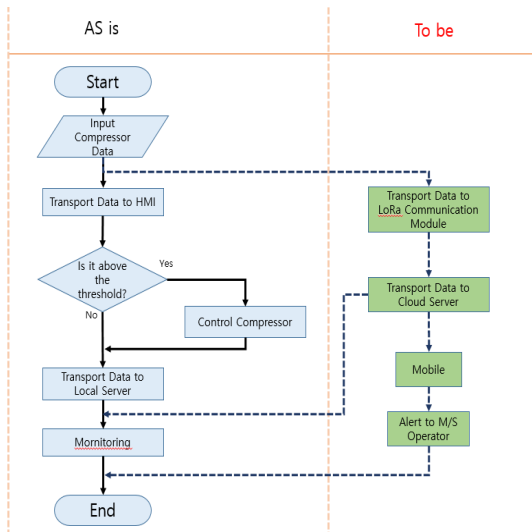 AS is
To be
Start
Input
Compressor
Data
Transport Data to HMI
Is it above
the
threshold?
Yes
No
Control Compressor
Transport Data to
Local Server
Mornitoring
End
Transport Data to
LoRa Communication
Module
Transport Data to
Cloud Server
Mobile
Alert to M/S
Operator